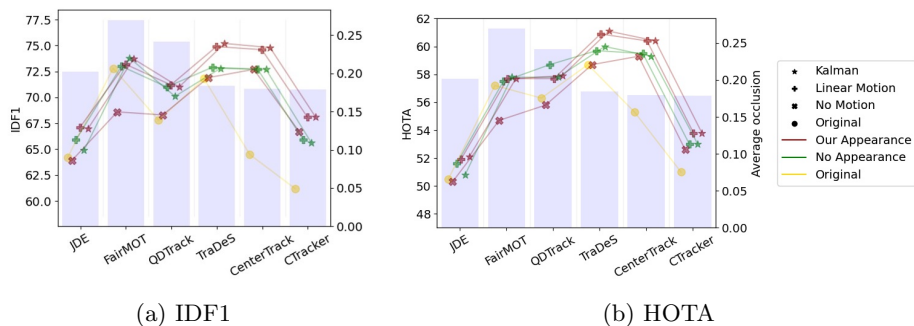 77.5
75.0
72.5
70.0
67.5
65.0
62.5
60.0
IDF1
0.25
0.20
0.15
0.10
0.05
0.00
Average occlusion
JDE
FairMOT
QDTrack
TraDeS
CenterTrack
CTracker
(a) IDF1
62
60
58
56
54
52
50
48
HOTA
0.25
0.20
0.15
0.10
0.05
0.00
Average occlusion
JDE
FairMOT
QDTrack
TraDeS
CenterTrack
CTracker
(b) HOTA
Kalman
Linear Motion
No Motion
Original
Our Appearance
No Appearance
Original